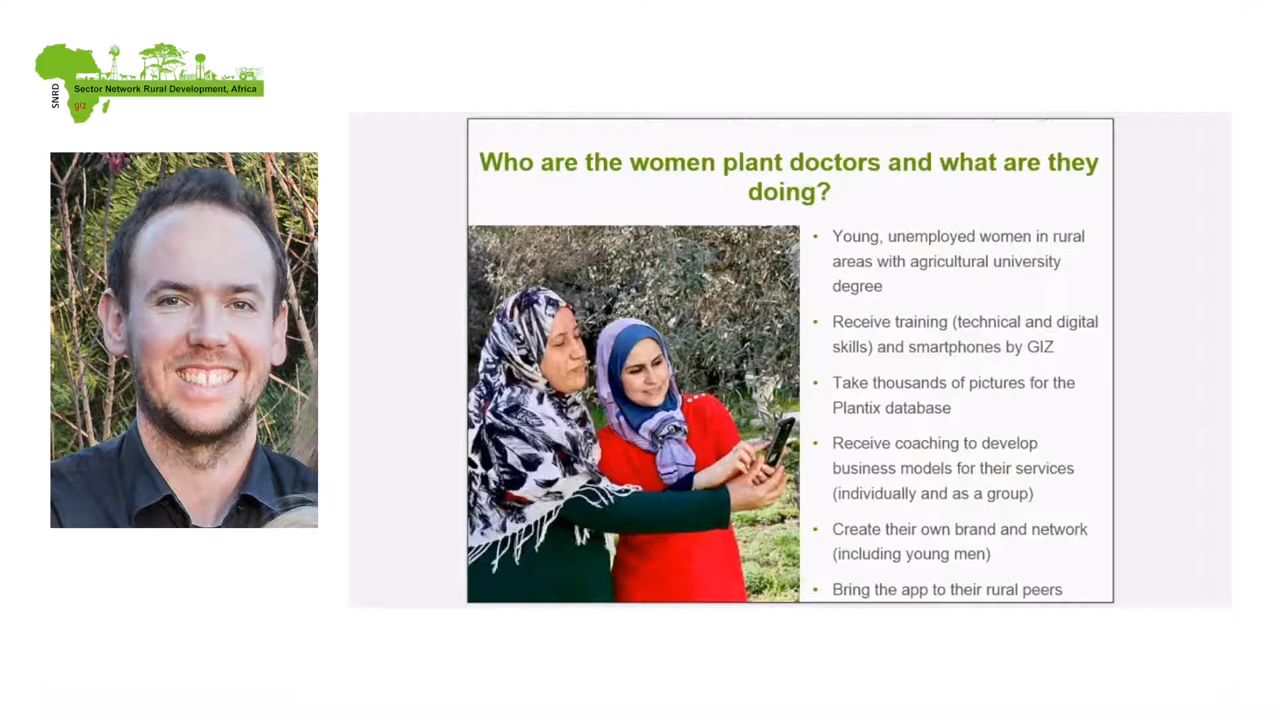 SNRD
Sector Network Rural Development, Africa
giz
Who are the women plant doctors and what are they
doing?
• Young, unemployed women in rural
areas with agricultural university
degree
• Receive training (technical and digital
skills) and smartphones by GIZ
• Take thousands of pictures for the
Plantix database
• Receive coaching to develop
business models for their services
(individually and as a group)
• Create their own brand and network
(including young men)
• Bring the app to their rural peers